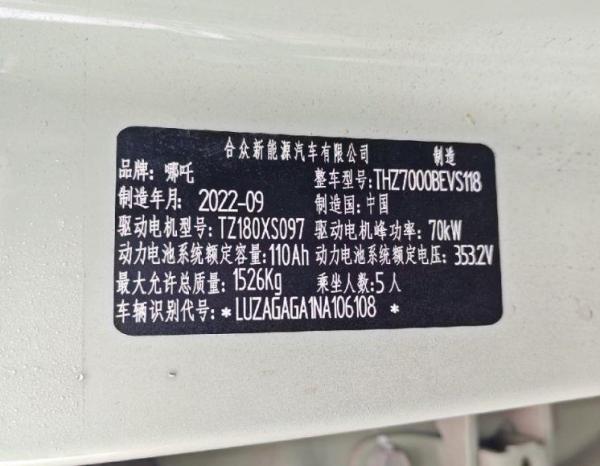 合众新能源汽车有限公司 制造
品牌: 哪吒 整车型号:THZ7000BEVS118
制造年月: 2022-09 制造国: 中国
驱动电机型号: TZ180XS097 驱动电机峰功率: 70kW
动力电池系统额定容量:110Ah 动力电池系统额定电压: 353.2V
最大允许总质量: 1526Kg 乘坐人数:5人
车辆识别代号: *LUZAGAGA1NA106108 *